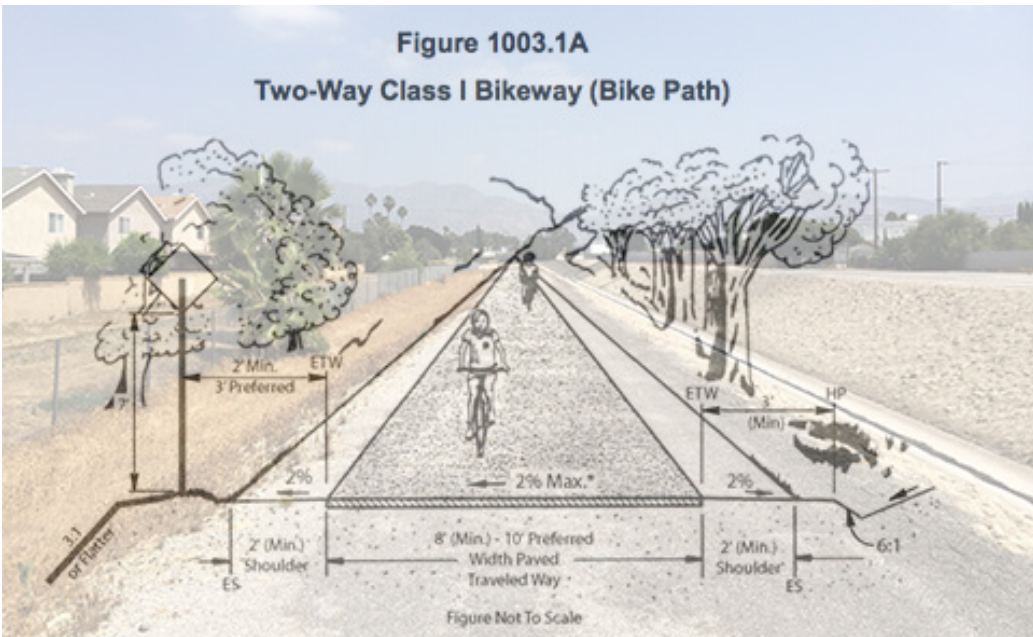 Figure 1003.1A
Two-Way Class I Bikeway (Bike Path)
2' Min.
3' Preferred
ETW
7'
ETW
3'
(Min)
HP
2%
2% Max.*
2%
3:1
or Flatter
2' (Min.)
Shoulder
ES
8' (Min.) - 10' Preferred
Width Paved
Traveled Way
2' (Min.)
Shoulder
ES
6:1
Figure Not To Scale